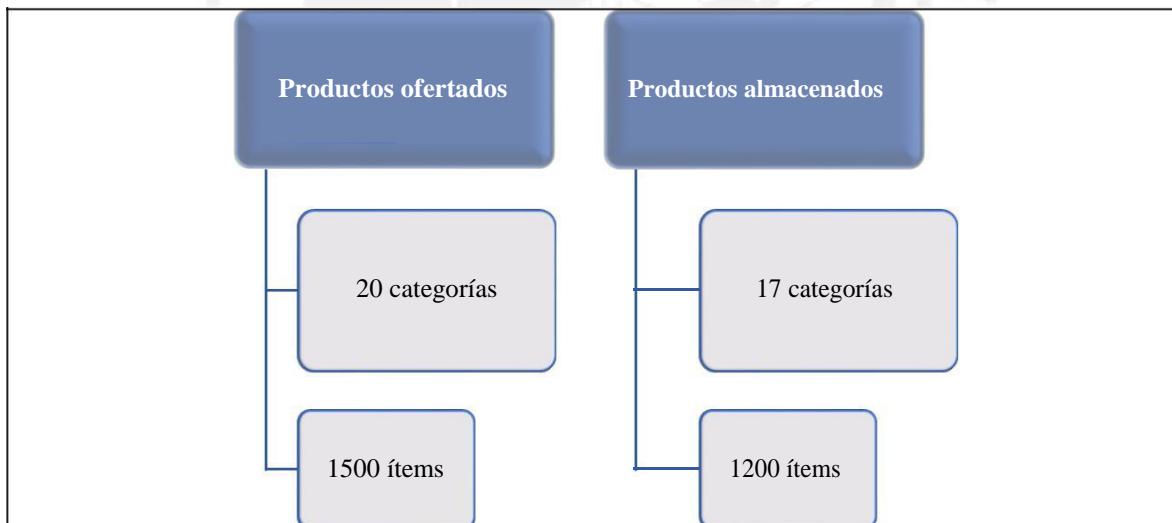 Productos ofertados
20 categorías
1500 ítems
Productos almacenados
17 categorías
1200 ítems